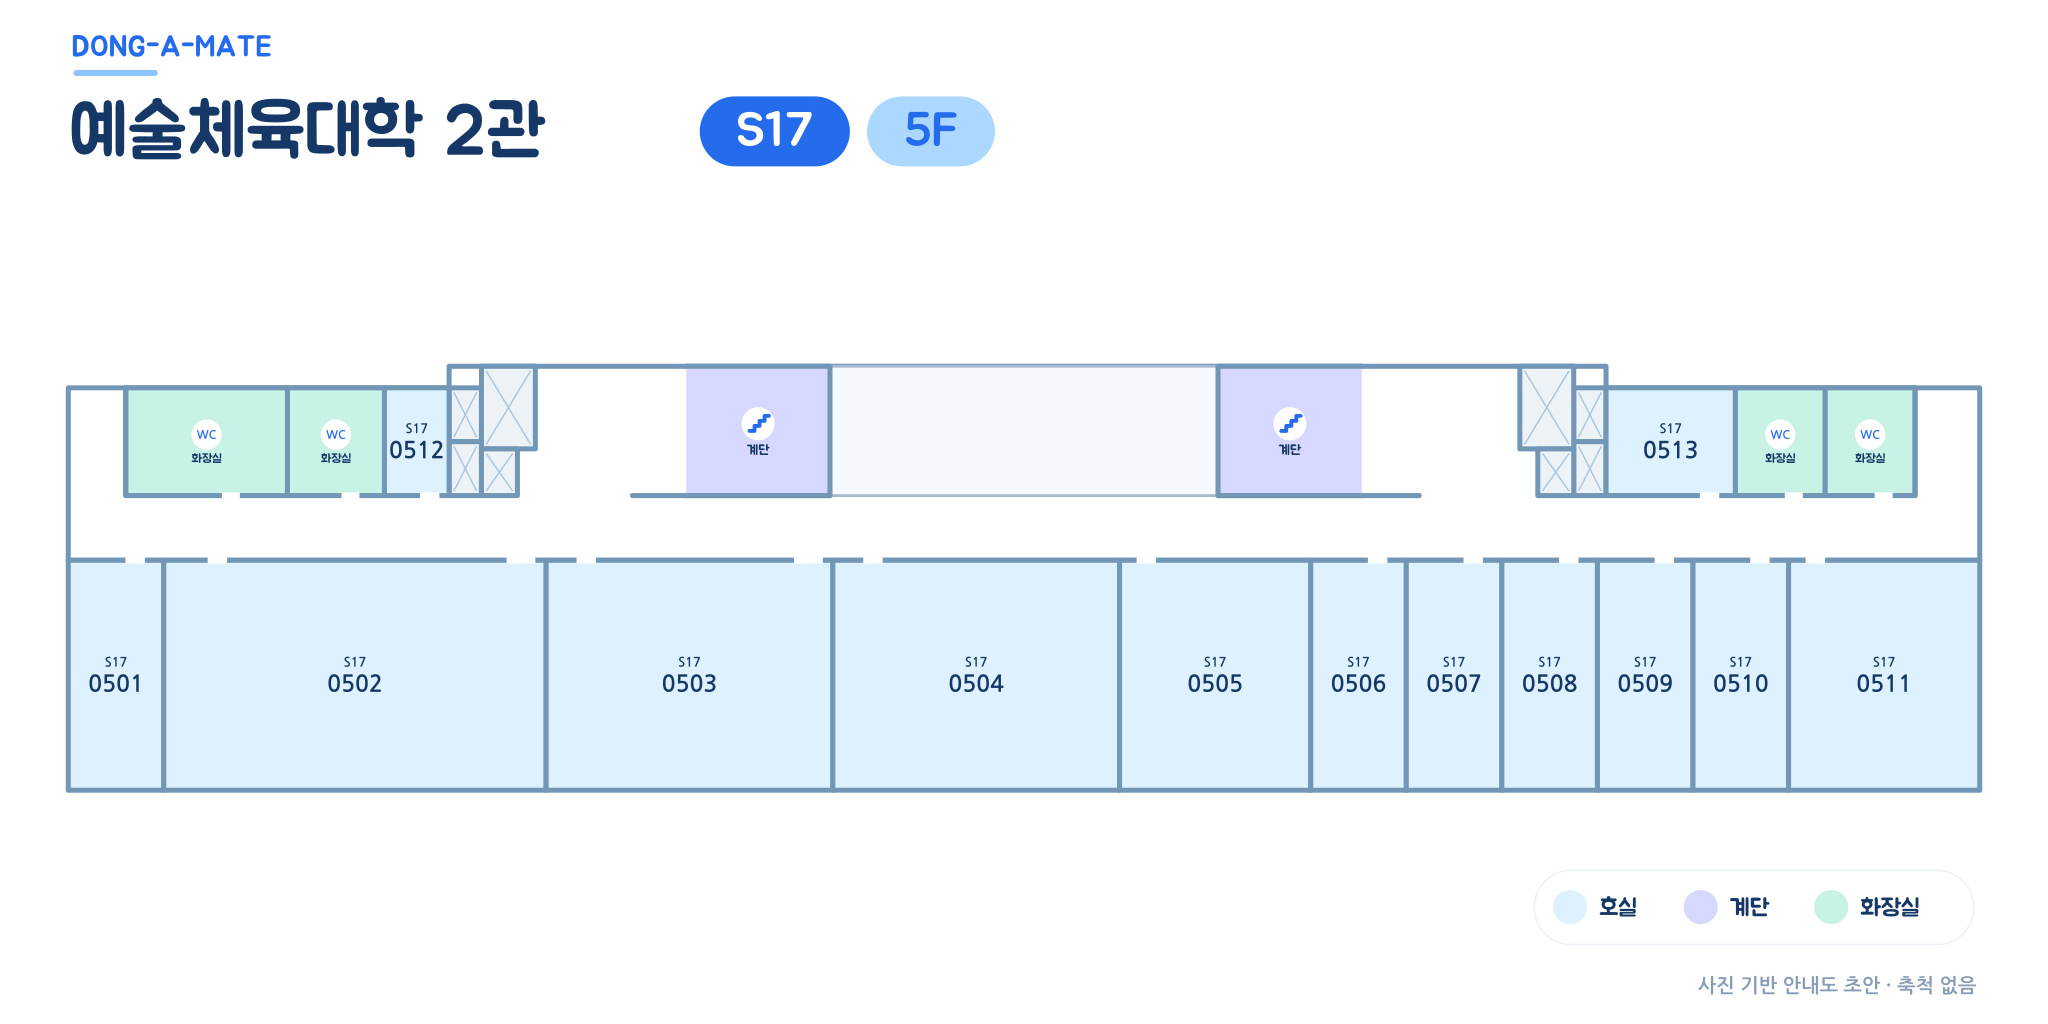 DONG-A-MATE
예술체육대학 2관
S17
5F
WC
화장실
WC
화장실
S17
0512
계단
계단
S17
0513
WC
화장실
WC
화장실
S17
0501
S17
0502
S17
0503
S17
0504
S17
0505
S17
0506
S17
0507
S17
0508
S17
0509
S17
0510
S17
0511
호실
계단
화장실
사진 기반 안내도 초안 · 축척 없음